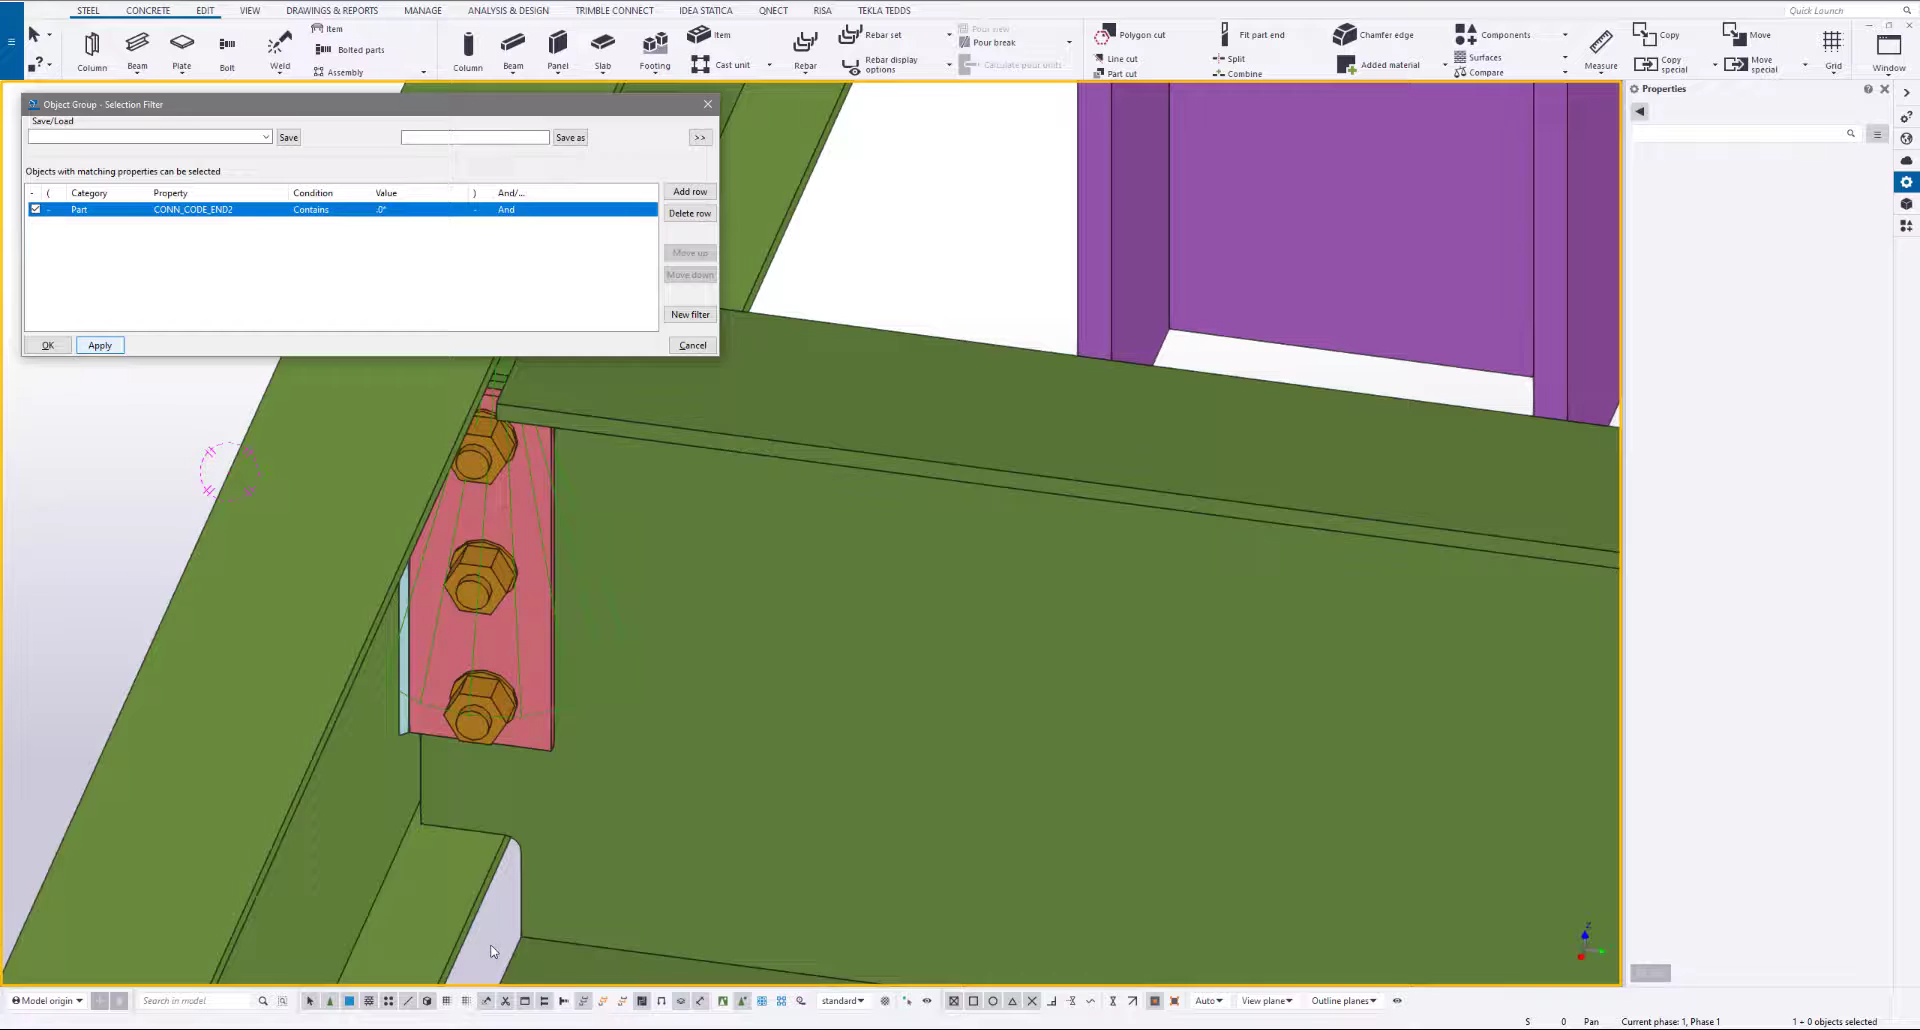 STEEL CONCRETE EDIT VIEW DRAWINGS & REPORTS MANAGE ANALYSIS & DESIGN TRIMBLE CONNECT IDEA STATICA QNECT RISA TEKLA TEDDS Quick Launch
Column Beam Plate Bolt Weld
Item
Bolted parts
Assembly
Column Beam Panel Slab Footing
Item
Cast unit
Rebar
Rebar set
Rebar display options
Pour view
Pour break
Calculate pour units
Polygon cut
Line cut
Part cut
Fit part end
Split
Combine
Chamfer edge
Added material
Components
Surfaces
Compare
Measure
Copy
Copy special
Move
Move special
Grid
Window
Object Group - Selection Filter
Save/Load
Save Save as >>
Objects with matching properties can be selected
- ( Category Property Condition Value ) And/...
- Part CONN_CODE_END2 Contains :0* - And
Add row
Delete row
Move up
Move down
New filter
OK Apply Cancel
Properties
Z
Model origin Search in model standard Auto View plane Outline planes
S 0 Pan Current phase: 1, Phase 1 1 + 0 objects selected